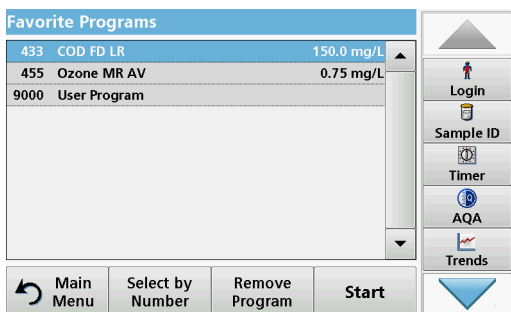 Favorite Programs
433 COD FD LR 150.0 mg/L
455 Ozone MR AV 0.75 mg/L
9000 User Program
Login
Sample ID
Timer
AQA
Trends
Main Menu
Select by Number
Remove Program
Start